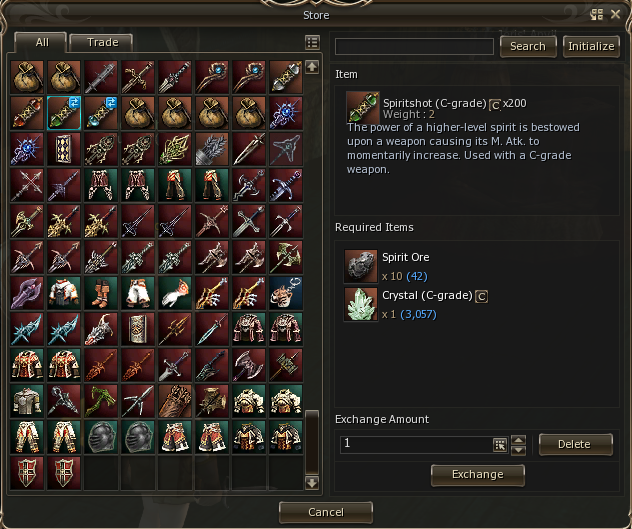 Store
All
Trade
Search
Initialize
Item
Spiritshot (C-grade) C x200
Weight : 2
The power of a higher-level spirit is bestowed
upon a weapon causing its M. Atk. to
momentarily increase. Used with a C-grade
weapon.
Required Items
Spirit Ore
x 10 (42)
Crystal (C-grade) C
x 1 (3,057)
Exchange Amount
1
Delete
Exchange
Cancel